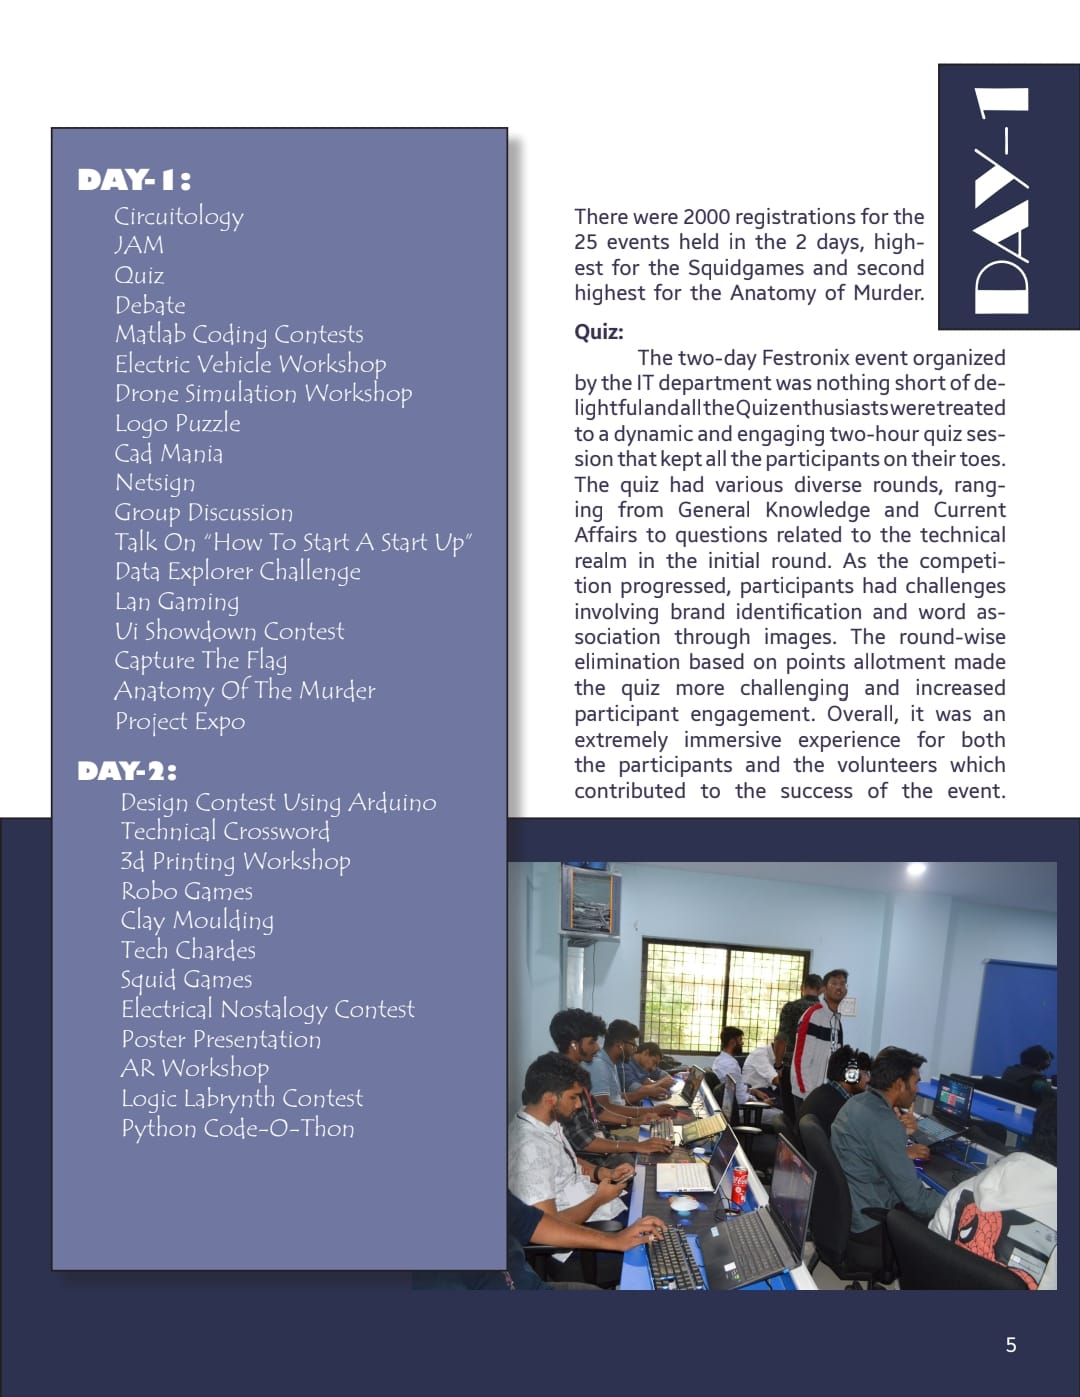 DAY-1
DAY-1:
Circuitology
JAM
Quiz
Debate
Matlab Coding Contests
Electric Vehicle Workshop
Drone Simulation Workshop
Logo Puzzle
Cad Mania
Netsign
Group Discussion
Talk On “How To Start A Start Up”
Data Explorer Challenge
Lan Gaming
Ui Showdown Contest
Capture The Flag
Anatomy Of The Murder
Project Expo
DAY-2:
Design Contest Using Arduino
Technical Crossword
3d Printing Workshop
Robo Games
Clay Moulding
Tech Chardes
Squid Games
Electrical Nostalogy Contest
Poster Presentation
AR Workshop
Logic Labrynth Contest
Python Code-O-Thon
There were 2000 registrations for the
25 events held in the 2 days, high-
est for the Squidgames and second
highest for the Anatomy of Murder.
Quiz:
The two-day Festronix event organized
by the IT department was nothing short of de-
lightful and all the Quiz enthusiasts were treated
to a dynamic and engaging two-hour quiz ses-
sion that kept all the participants on their toes.
The quiz had various diverse rounds, rang-
ing from General Knowledge and Current
Affairs to questions related to the technical
realm in the initial round. As the competi-
tion progressed, participants had challenges
involving brand identification and word as-
sociation through images. The round-wise
elimination based on points allotment made
the quiz more challenging and increased
participant engagement. Overall, it was an
extremely immersive experience for both
the participants and the volunteers which
contributed to the success of the event.
5